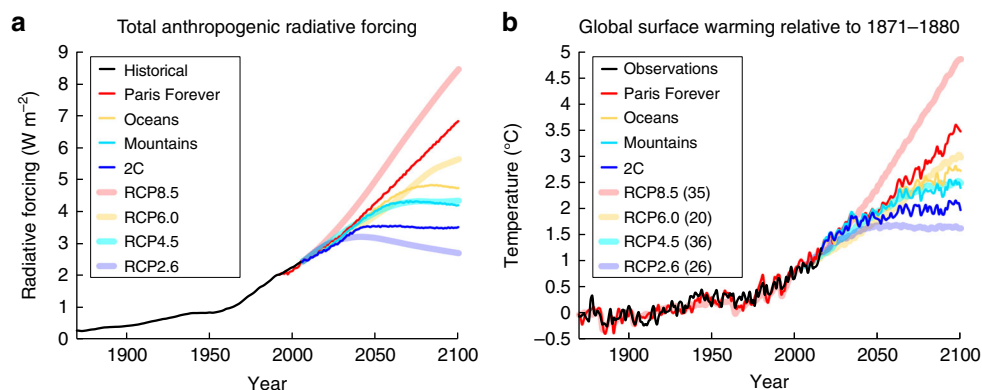 a Total anthropogenic radiative forcing
Radiative forcing (W m−2)
9
8
7
6
5
4
3
2
1
0
Historical
Paris Forever
Oceans
Mountains
2C
RCP8.5
RCP6.0
RCP4.5
RCP2.6
1900 1950 2000 2050 2100
Year
b Global surface warming relative to 1871–1880
Temperature (°C)
5
4.5
4
3.5
3
2.5
2
1.5
1
0.5
0
−0.5
Observations
Paris Forever
Oceans
Mountains
2C
RCP8.5 (35)
RCP6.0 (20)
RCP4.5 (36)
RCP2.6 (26)
1900 1950 2000 2050 2100
Year